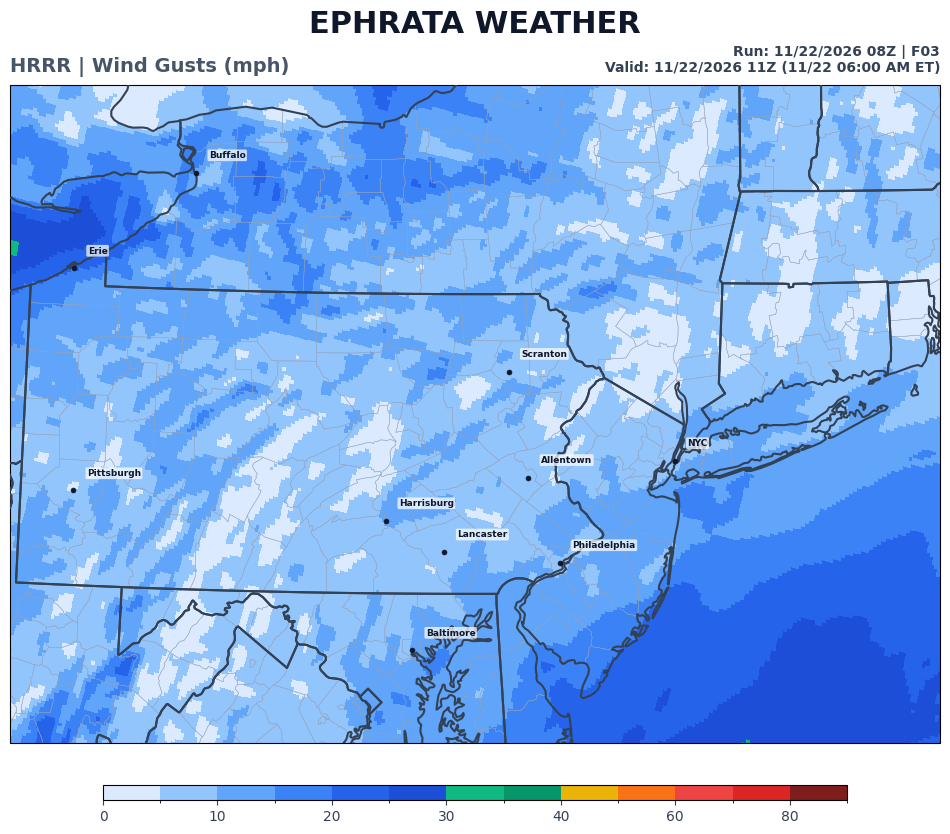 EPHRATA WEATHER
HRRR | Wind Gusts (mph)
Run: 11/22/2026 08Z | F03
Valid: 11/22/2026 11Z (11/22 06:00 AM ET)
Buffalo
Erie
Scranton
NYC
Allentown
Pittsburgh
Harrisburg
Lancaster
Philadelphia
Baltimore
0 10 20 30 40 50 60 70 80